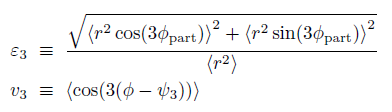 ε₃ ≡ √(⟨r² cos(3ϕ_part)⟩² + ⟨r² sin(3ϕ_part)⟩²) / ⟨r²⟩
v₃ ≡ ⟨cos(3(ϕ − ψ₃))⟩